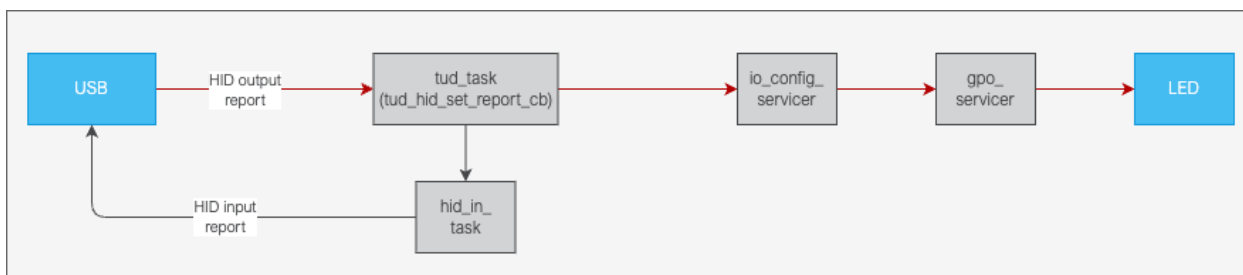 USB
HID output
report
tud_task
(tud_hid_set_report_cb)
io_config_
servicer
gpo_
servicer
LED
HID input
report
hid_in_
task